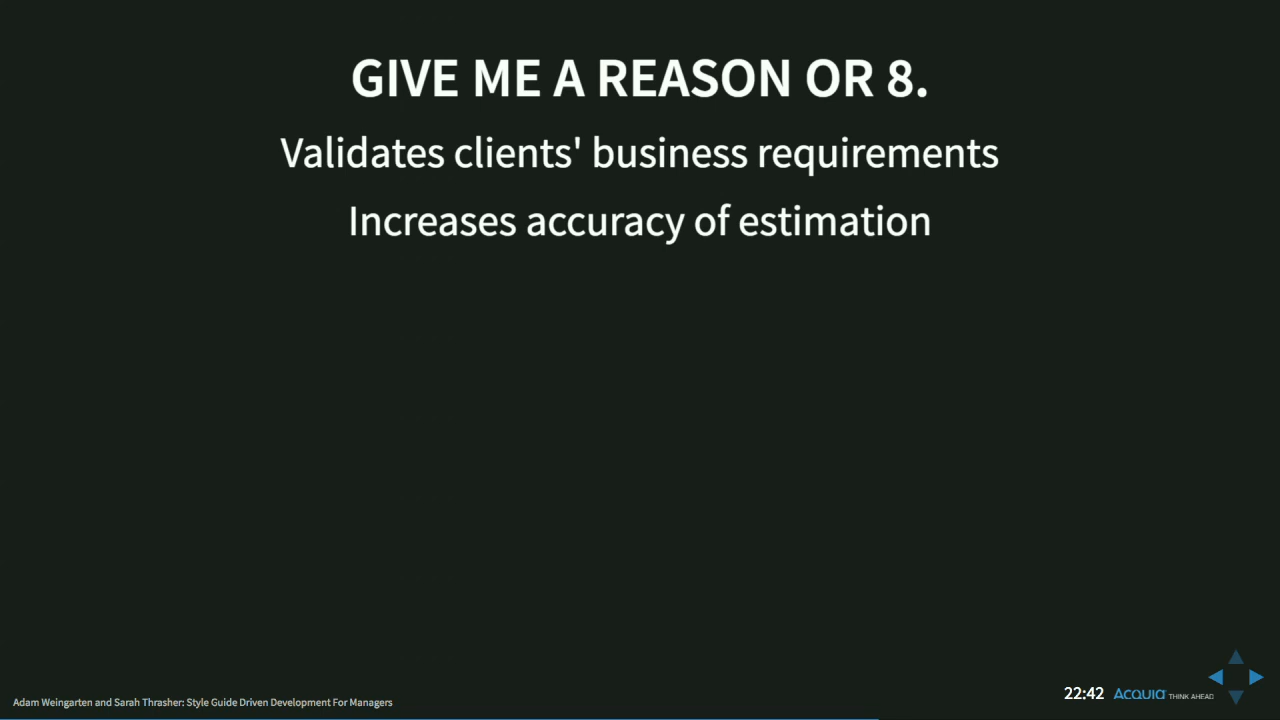 GIVE ME A REASON OR 8.
Validates clients' business requirements
Increases accuracy of estimation
Adam Weingarten and Sarah Thrasher: Style Guide Driven Development For Managers
22:42 Acquia THINK AHEAD